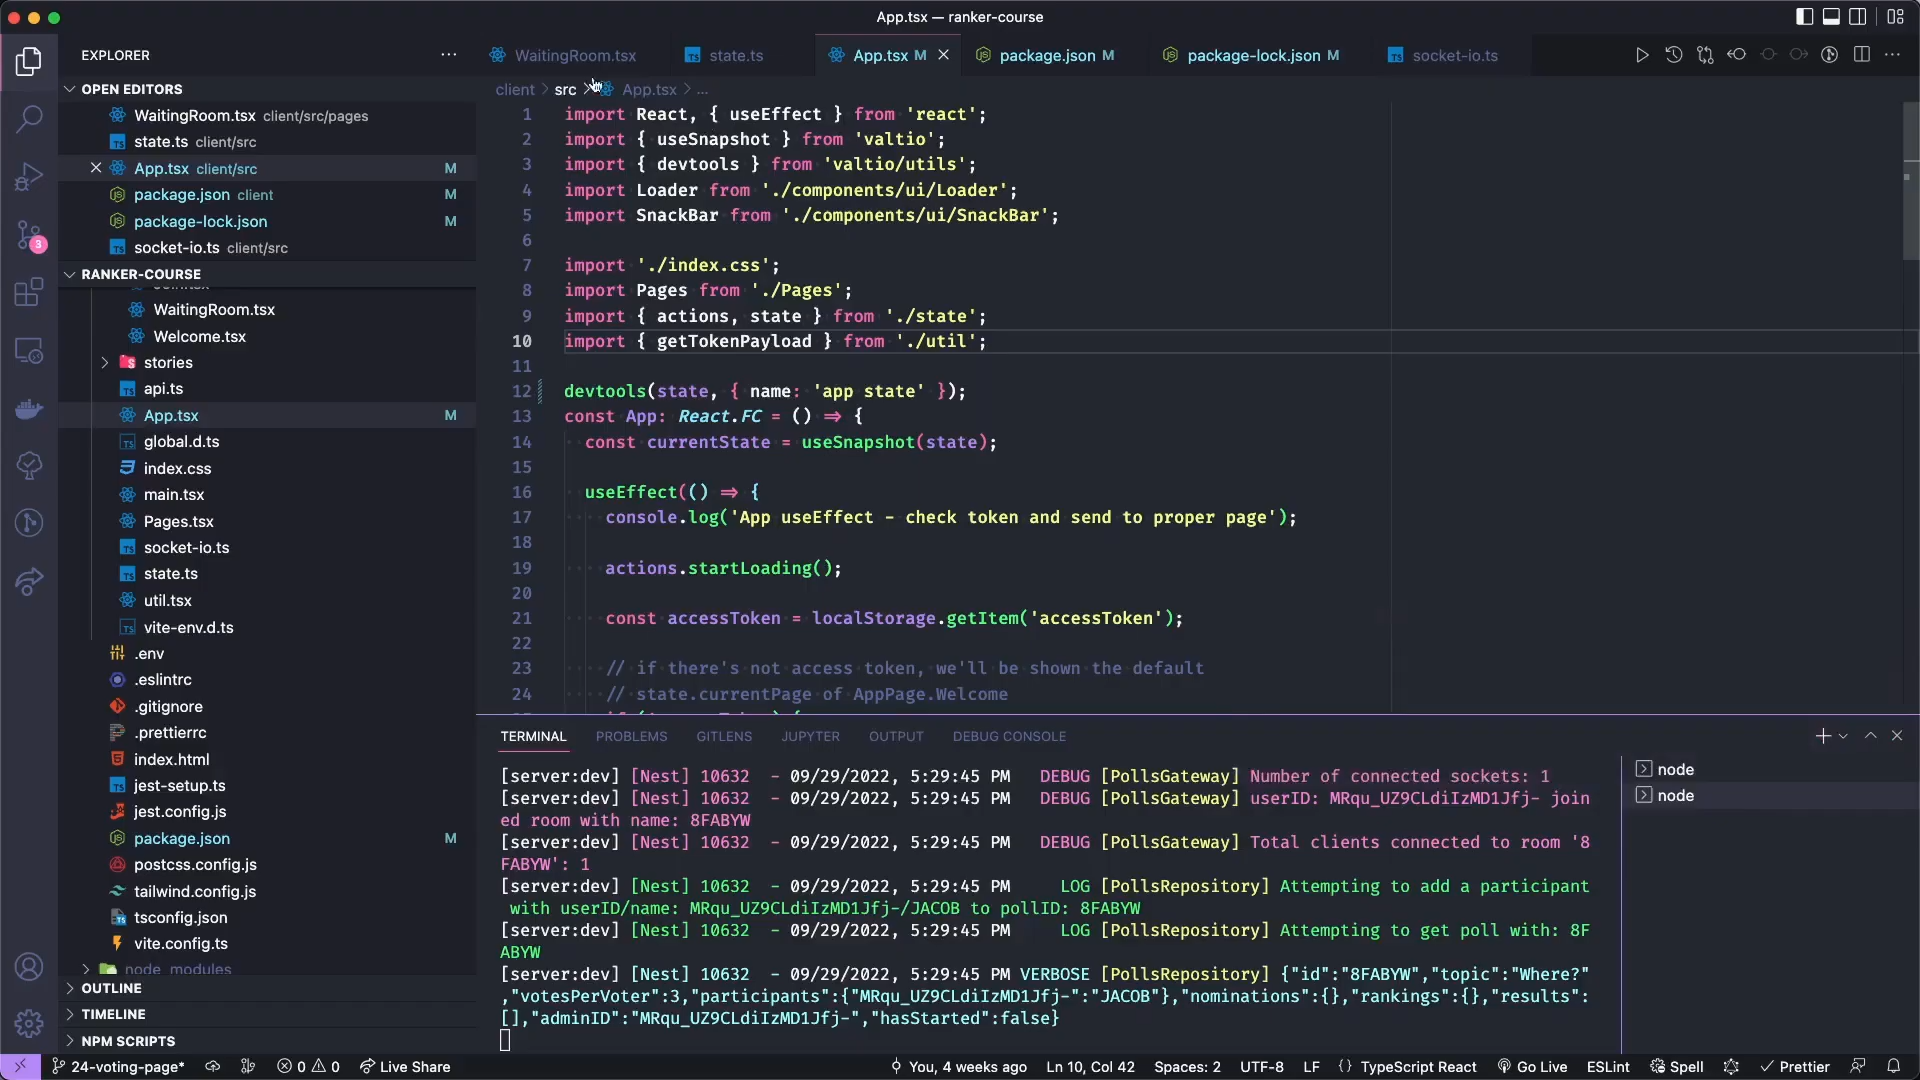 App.tsx — ranker-course
EXPLORER
OPEN EDITORS
WaitingRoom.tsx client/src/pages
state.ts client/src
App.tsx client/src M
package.json client M
package-lock.json M
socket-io.ts client/src
RANKER-COURSE
WaitingRoom.tsx
Welcome.tsx
stories
api.ts
App.tsx M
global.d.ts
index.css
main.tsx
Pages.tsx
socket-io.ts
state.ts
util.tsx
vite-env.d.ts
.env
.eslintrc
.gitignore
.prettierrc
index.html
jest-setup.ts
jest.config.js
package.json M
postcss.config.js
tailwind.config.js
tsconfig.json
vite.config.ts
node_modules
OUTLINE
TIMELINE
NPM SCRIPTS
3
WaitingRoom.tsx state.ts App.tsx M package.json M package-lock.json M socket-io.ts
client > src > App.tsx > ...
1 import React, { useEffect } from 'react';
2 import { useSnapshot } from 'valtio';
3 import { devtools } from 'valtio/utils';
4 import Loader from './components/ui/Loader';
5 import SnackBar from './components/ui/SnackBar';
6
7 import './index.css';
8 import Pages from './Pages';
9 import { actions, state } from './state';
10 import { getTokenPayload } from './util';
11
12 devtools(state, { name: 'app state' });
13 const App: React.FC = () => {
14 const currentState = useSnapshot(state);
15
16 useEffect(() => {
17 console.log('App useEffect - check token and send to proper page');
18
19 actions.startLoading();
20
21 const accessToken = localStorage.getItem('accessToken');
22
23 // if there's not access token, we'll be shown the default
24 // state.currentPage of AppPage.Welcome
TERMINAL PROBLEMS GITLENS JUPYTER OUTPUT DEBUG CONSOLE
[server:dev] [Nest] 10632 - 09/29/2022, 5:29:45 PM DEBUG [PollsGateway] Number of connected sockets: 1
[server:dev] [Nest] 10632 - 09/29/2022, 5:29:45 PM DEBUG [PollsGateway] userID: MRqu_UZ9CLdiIzMD1Jfj- join
ed room with name: 8FABYW
[server:dev] [Nest] 10632 - 09/29/2022, 5:29:45 PM DEBUG [PollsGateway] Total clients connected to room '8
FABYW': 1
[server:dev] [Nest] 10632 - 09/29/2022, 5:29:45 PM LOG [PollsRepository] Attempting to add a participant
with userID/name: MRqu_UZ9CLdiIzMD1Jfj-/JACOB to pollID: 8FABYW
[server:dev] [Nest] 10632 - 09/29/2022, 5:29:45 PM LOG [PollsRepository] Attempting to get poll with: 8F
ABYW
[server:dev] [Nest] 10632 - 09/29/2022, 5:29:45 PM VERBOSE [PollsRepository] {"id":"8FABYW","topic":"Where?"
,"votesPerVoter":3,"participants":{"MRqu_UZ9CLdiIzMD1Jfj-":"JACOB"},"nominations":{},"rankings":{},"results":
[],"adminID":"MRqu_UZ9CLdiIzMD1Jfj-","hasStarted":false}
node
node
24-voting-page* 0 0 Live Share You, 4 weeks ago Ln 10, Col 42 Spaces: 2 UTF-8 LF {} TypeScript React Go Live ESLint Spell Prettier